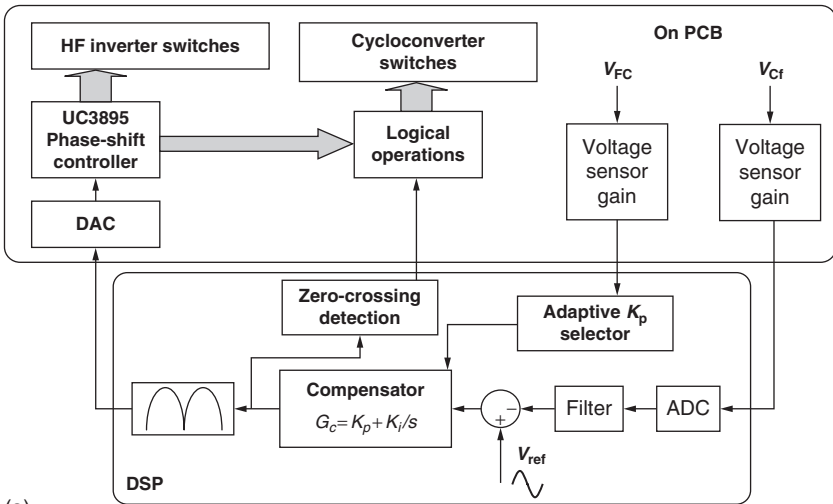 On PCB
HF inverter switches
Cycloconverter
switches
V_FC
V_Cf
UC3895
Phase-shift
controller
Logical
operations
Voltage
sensor
gain
Voltage
sensor
gain
DAC
Zero-crossing
detection
Adaptive K_p
selector
Compensator
G_c=K_p+K_i/s
−
+
Filter
ADC
V_ref
DSP